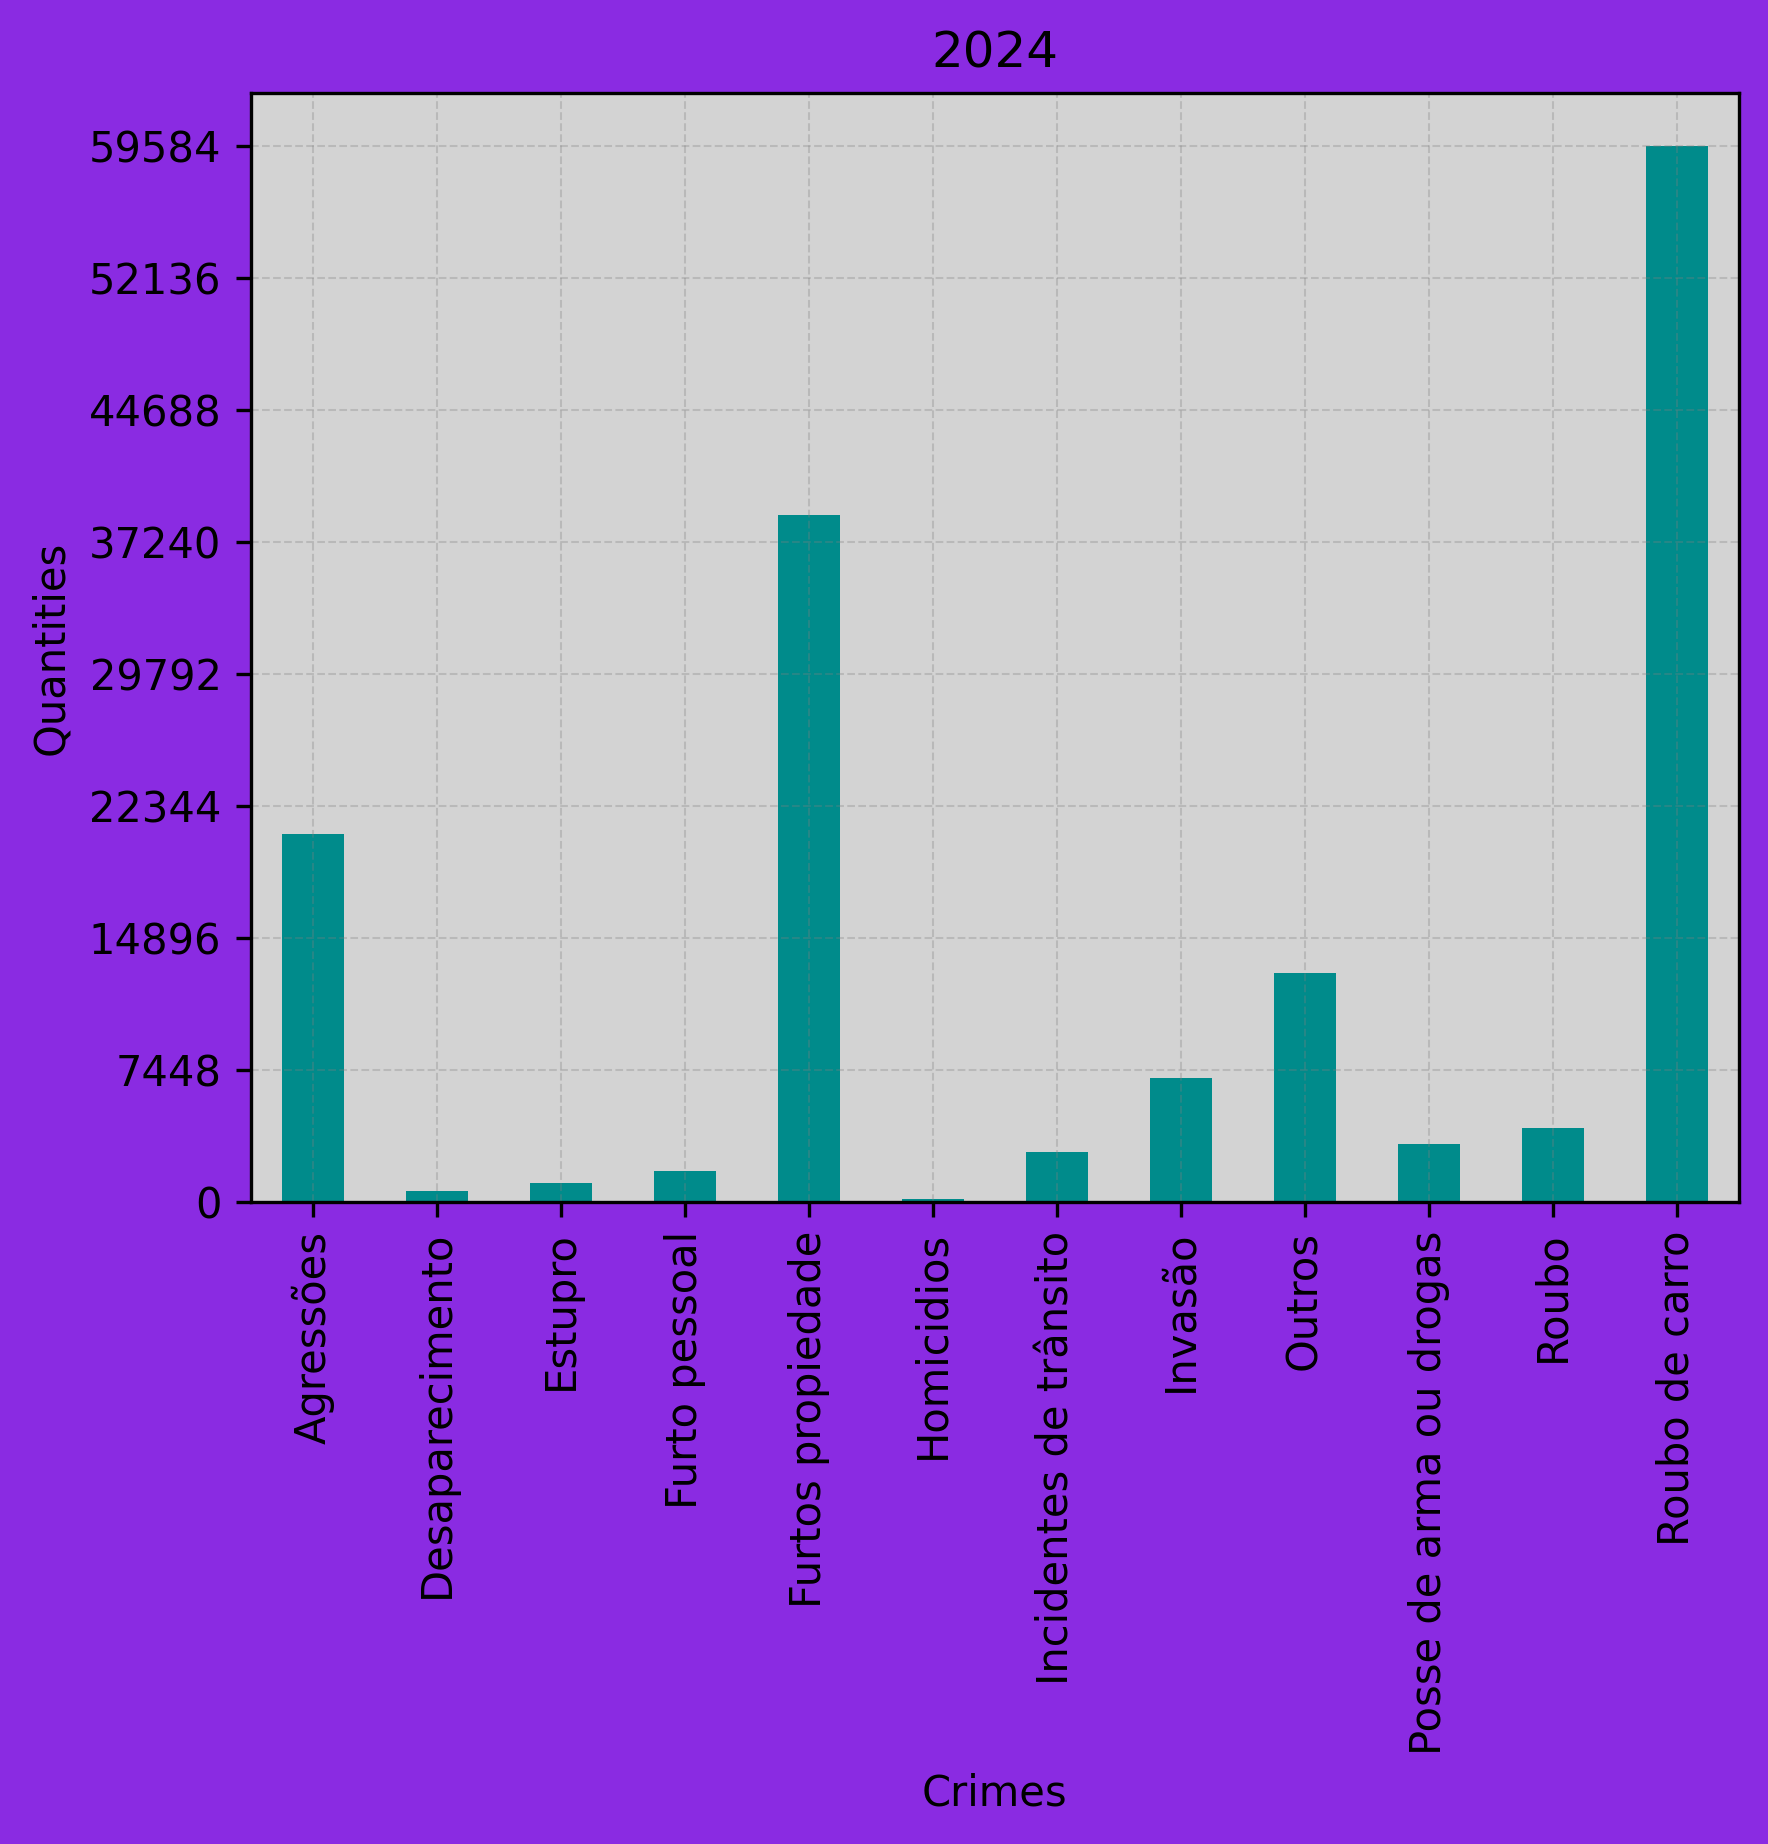 2024
59584
52136
44688
37240
29792
22344
14896
7448
0
Quantities
Agressões
Desaparecimento
Estupro
Furto pessoal
Furtos propiedade
Homicidios
Incidentes de trânsito
Invasão
Outros
Posse de arma ou drogas
Roubo
Roubo de carro
Crimes